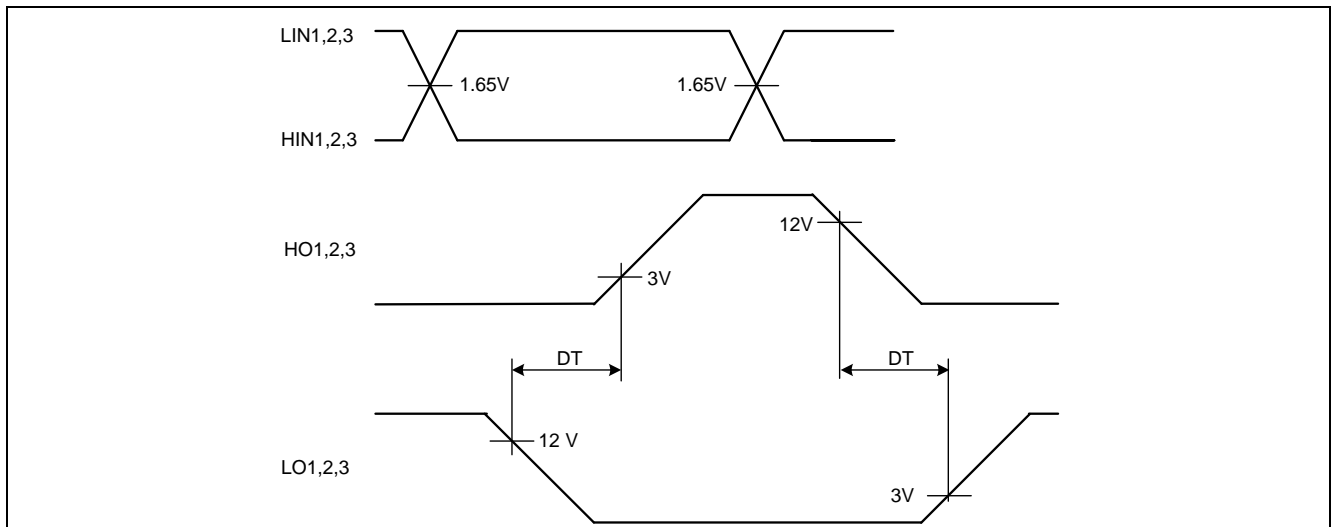 LIN1,2,3
1.65V
1.65V
HIN1,2,3
12V
HO1,2,3
3V
DT
DT
12 V
LO1,2,3
3V